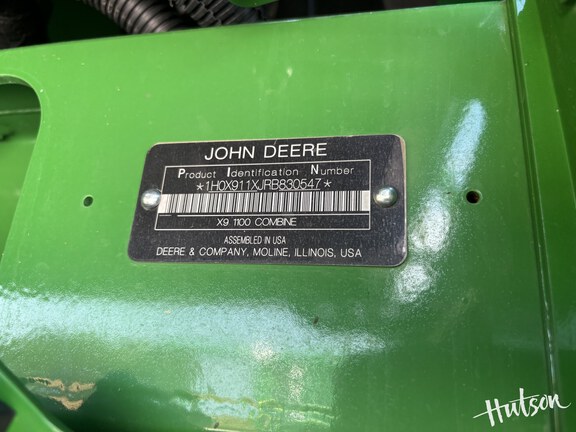 JOHN DEERE
Product Identification Number
*1H0X911XJRB830547*
X9 1100 COMBINE
ASSEMBLED IN USA
DEERE & COMPANY, MOLINE, ILLINOIS, USA
Hutson